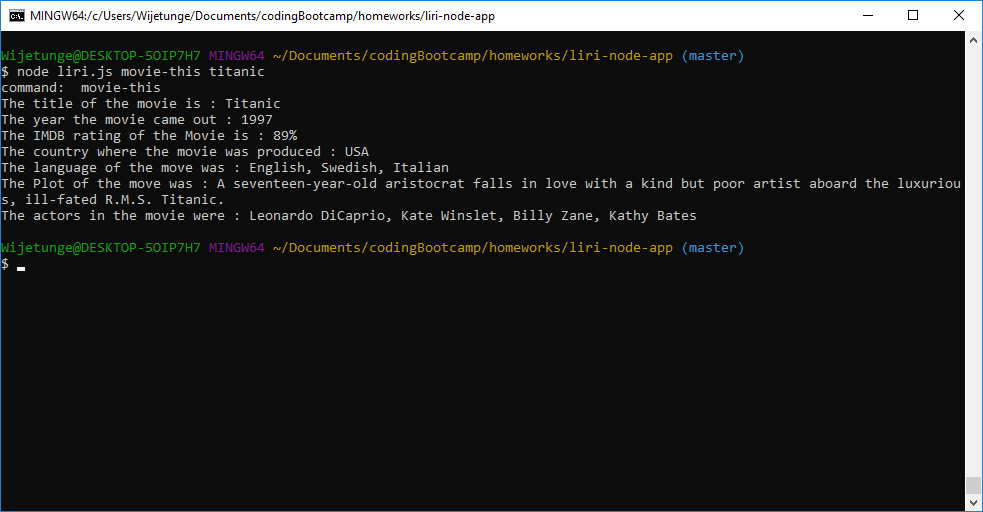 MINGW64:/c/Users/Wijetunge/Documents/codingBootcamp/homeworks/liri-node-app
Wijetunge@DESKTOP-5OIP7H7 MINGW64 ~/Documents/codingBootcamp/homeworks/liri-node-app (master)
$ node liri.js movie-this titanic
command:  movie-this
The title of the movie is : Titanic
The year the movie came out : 1997
The IMDB rating of the Movie is : 89%
The country where the movie was produced : USA
The language of the move was : English, Swedish, Italian
The Plot of the move was : A seventeen-year-old aristocrat falls in love with a kind but poor artist aboard the luxuriou
s, ill-fated R.M.S. Titanic.
The actors in the movie were : Leonardo DiCaprio, Kate Winslet, Billy Zane, Kathy Bates
Wijetunge@DESKTOP-5OIP7H7 MINGW64 ~/Documents/codingBootcamp/homeworks/liri-node-app (master)
$